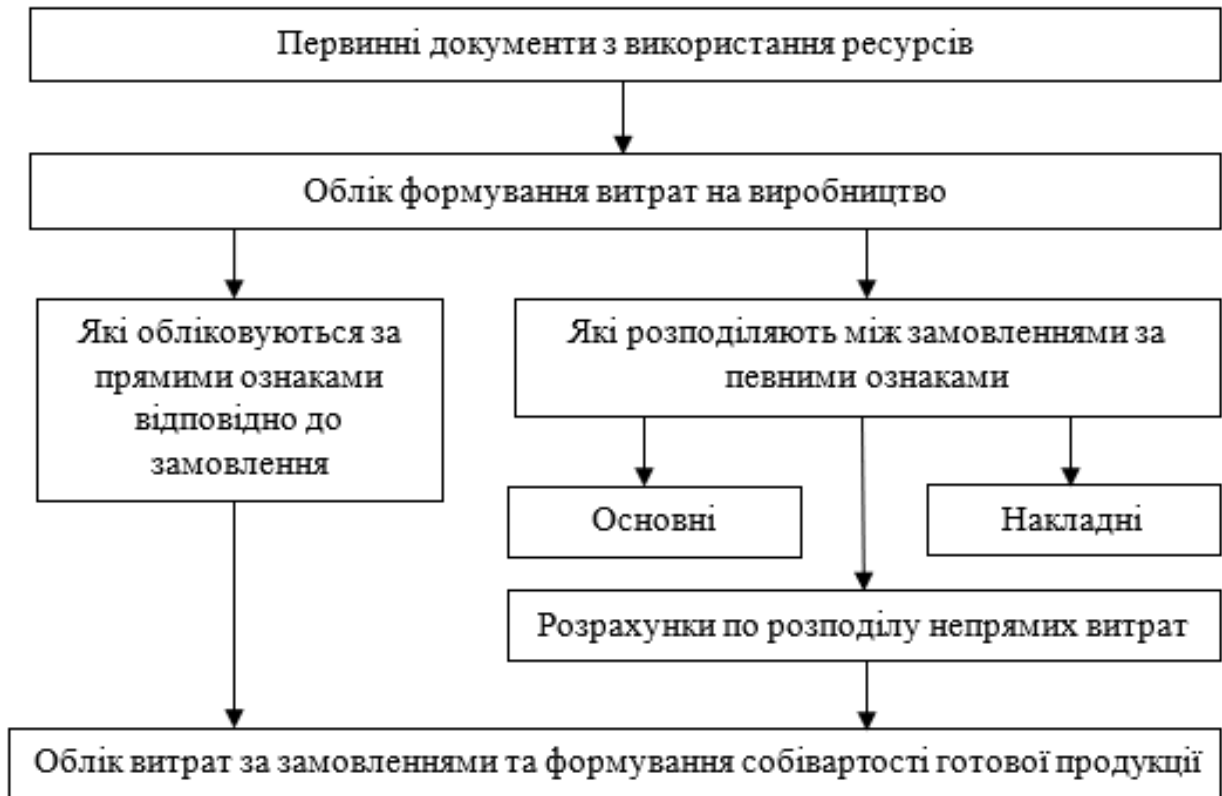 Первинні документи з використання ресурсів
Облік формування витрат на виробництво
Які обліковуються за
прямими ознаками
відповідно до
замовлення
Які розподіляють між замовленнями за
певними ознаками
Основні
Накладні
Розрахунки по розподілу непрямих витрат
Облік витрат за замовленнями та формування собівартості готової продукції